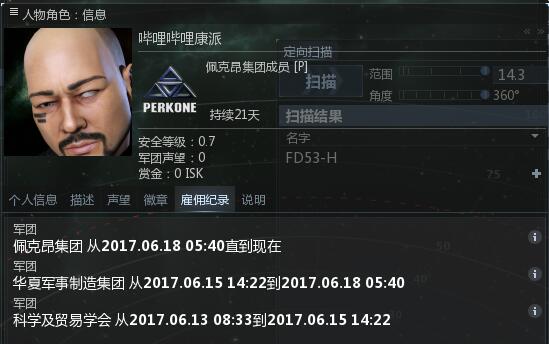 人物角色：信息
哔哩哔哩康派
定向扫描
佩克昂集团成员 [P]
扫描
范围
14.3
PERKONE
持续21天
角度
360°
扫描结果
安全等级：0.7
名字
军团声望：0
FD53-H
赏金：0 ISK
75
个人信息 描述 声望 徽章 雇佣纪录 说明
军团
佩克昂集团 从2017.06.18 05:40直到现在
军团
华夏军事制造集团 从2017.06.15 14:22到2017.06.18 05:40
军团
科学及贸易学会 从2017.06.13 08:33到2017.06.15 14:22